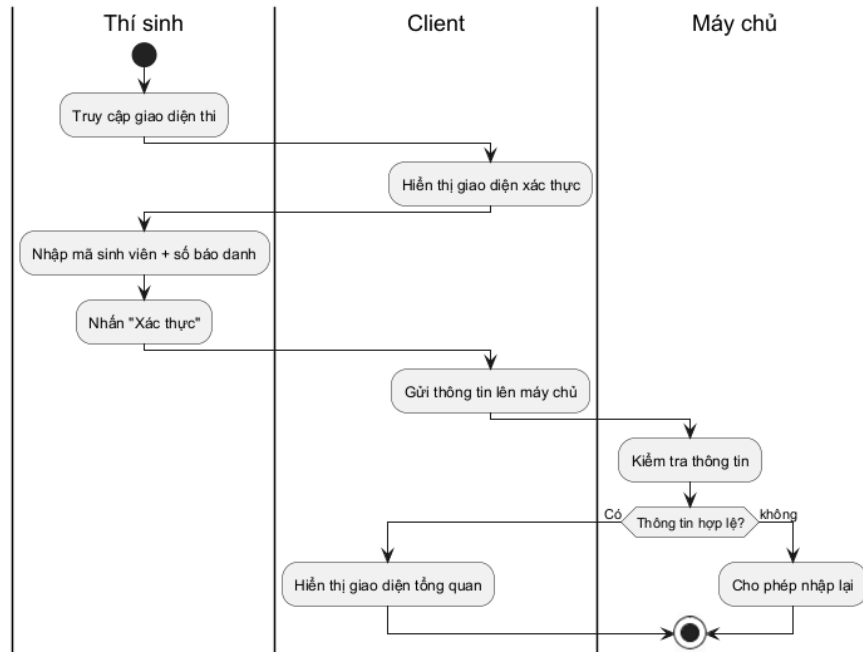 Thí sinh
Client
Máy chủ
Truy cập giao diện thi
Hiển thị giao diện xác thực
Nhập mã sinh viên + số báo danh
Nhấn "Xác thực"
Gửi thông tin lên máy chủ
Kiểm tra thông tin
Có
Thông tin hợp lệ?
không
Hiển thị giao diện tổng quan
Cho phép nhập lại